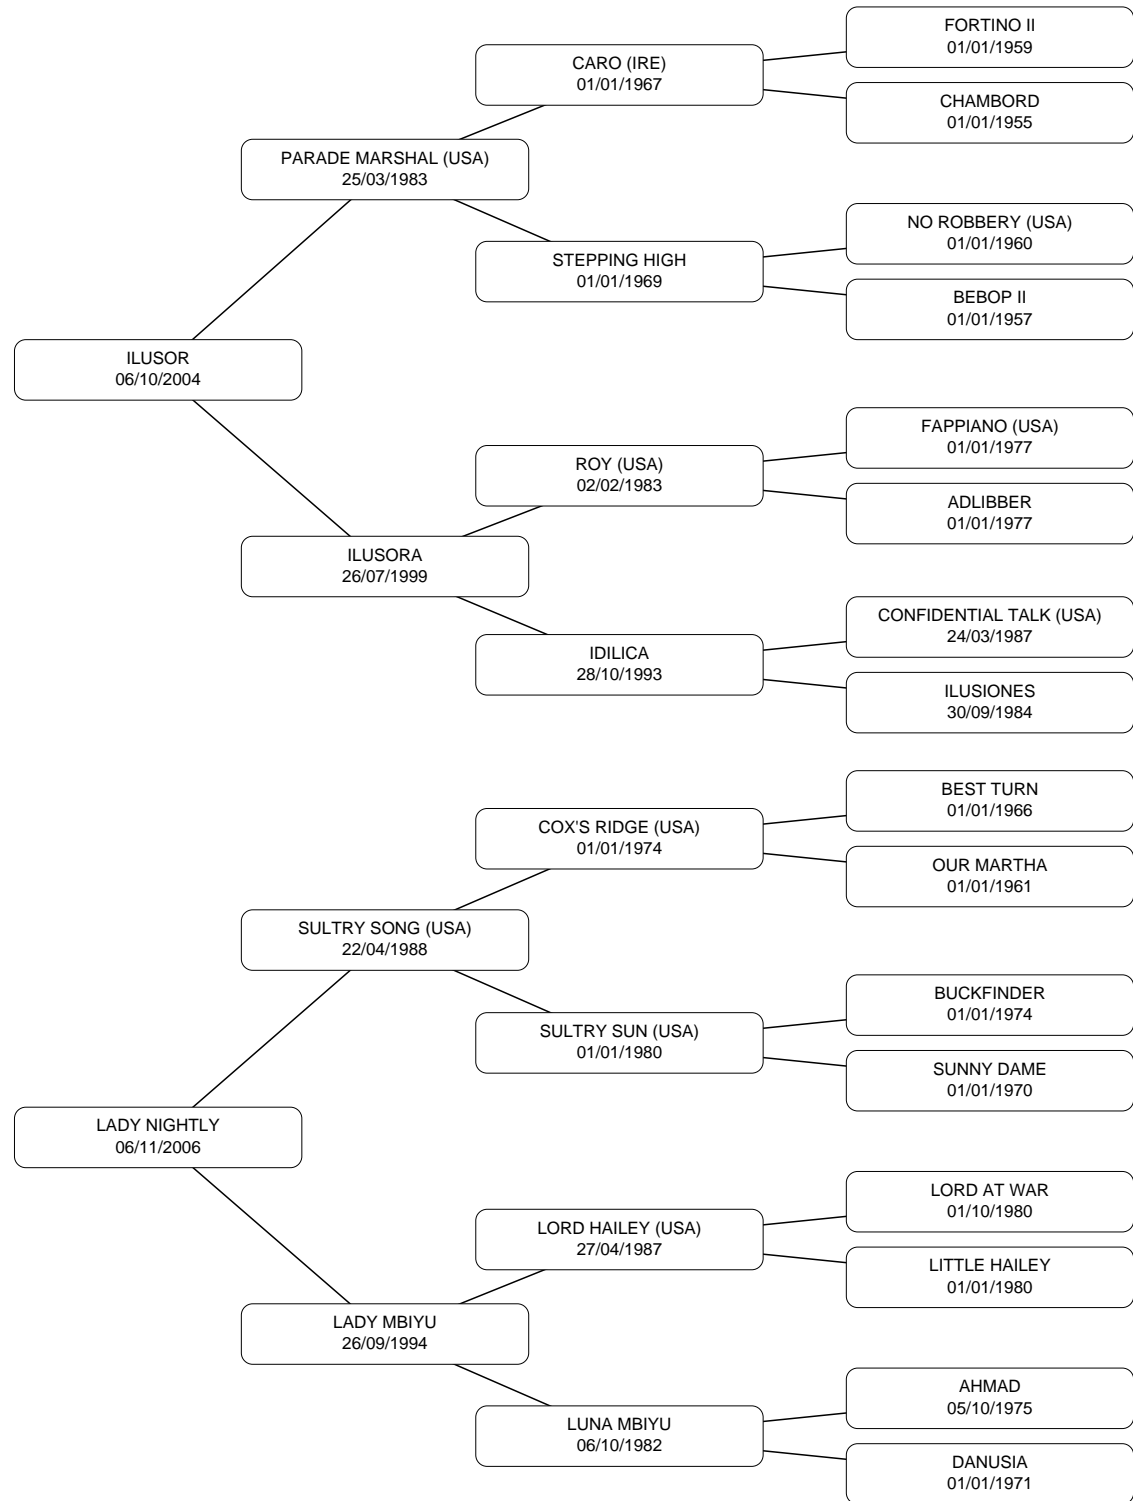 FORTINO II
01/01/1959
CARO (IRE)
01/01/1967
CHAMBORD
01/01/1955
PARADE MARSHAL (USA)
25/03/1983
NO ROBBERY (USA)
01/01/1960
STEPPING HIGH
01/01/1969
BEBOP II
01/01/1957
ILUSOR
06/10/2004
FAPPIANO (USA)
01/01/1977
ROY (USA)
02/02/1983
ADLIBBER
01/01/1977
ILUSORA
26/07/1999
CONFIDENTIAL TALK (USA)
24/03/1987
IDILICA
28/10/1993
ILUSIONES
30/09/1984
BEST TURN
01/01/1966
COX'S RIDGE (USA)
01/01/1974
OUR MARTHA
01/01/1961
SULTRY SONG (USA)
22/04/1988
BUCKFINDER
01/01/1974
SULTRY SUN (USA)
01/01/1980
SUNNY DAME
01/01/1970
LADY NIGHTLY
06/11/2006
LORD AT WAR
01/10/1980
LORD HAILEY (USA)
27/04/1987
LITTLE HAILEY
01/01/1980
LADY MBIYU
26/09/1994
AHMAD
05/10/1975
LUNA MBIYU
06/10/1982
DANUSIA
01/01/1971